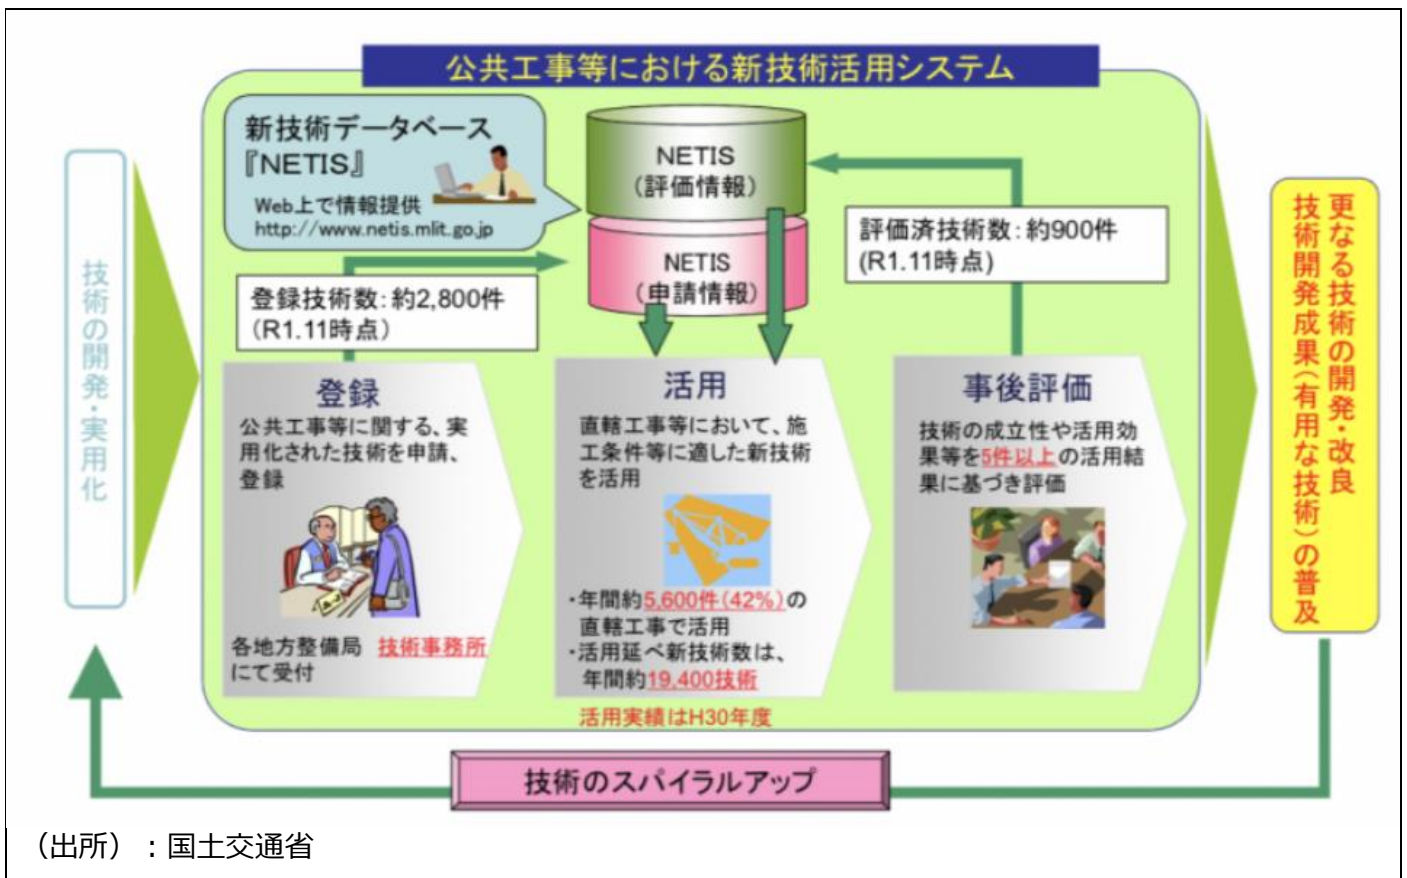 公共工事等における新技術活用システム
新技術データベース
『NETIS』
Web上で情報提供
http://www.netis.mlit.go.jp
NETIS
(評価情報)
NETIS
(申請情報)
評価済技術数:約900件
(R1.11時点)
登録技術数:約2,800件
(R1.11時点)
技術の開発・実用化
登録
公共工事等に関する、実
用化された技術を申請、
登録
各地方整備局 技術事務所
にて受付
活用
直轄工事等において、施
工条件等に適した新技術
を活用
・年間約5,600件(42%)の
直轄工事で活用
・活用延べ新技術数は、
年間約19,400技術
活用実績はH30年度
事後評価
技術の成立性や活用効
果等を5件以上の活用結
果に基づき評価
更なる技術の開発・改良
技術開発成果(有用な技術)の普及
技術のスパイラルアップ
(出所):国土交通省